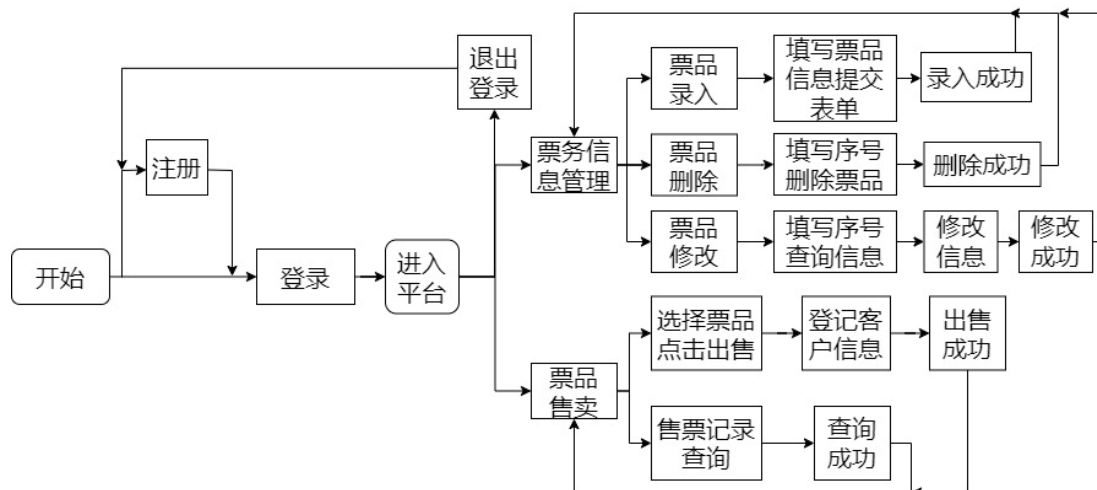 退出
登录
注册
开始
登录
进入
平台
票务信
息管理
票品
录入
填写票品
信息提交
表单
录入成功
票品
删除
填写序号
删除票品
删除成功
票品
修改
填写序号
查询信息
修改
信息
修改
成功
票品
售卖
选择票品
点击出售
登记客
户信息
出售
成功
售票记录
查询
查询
成功